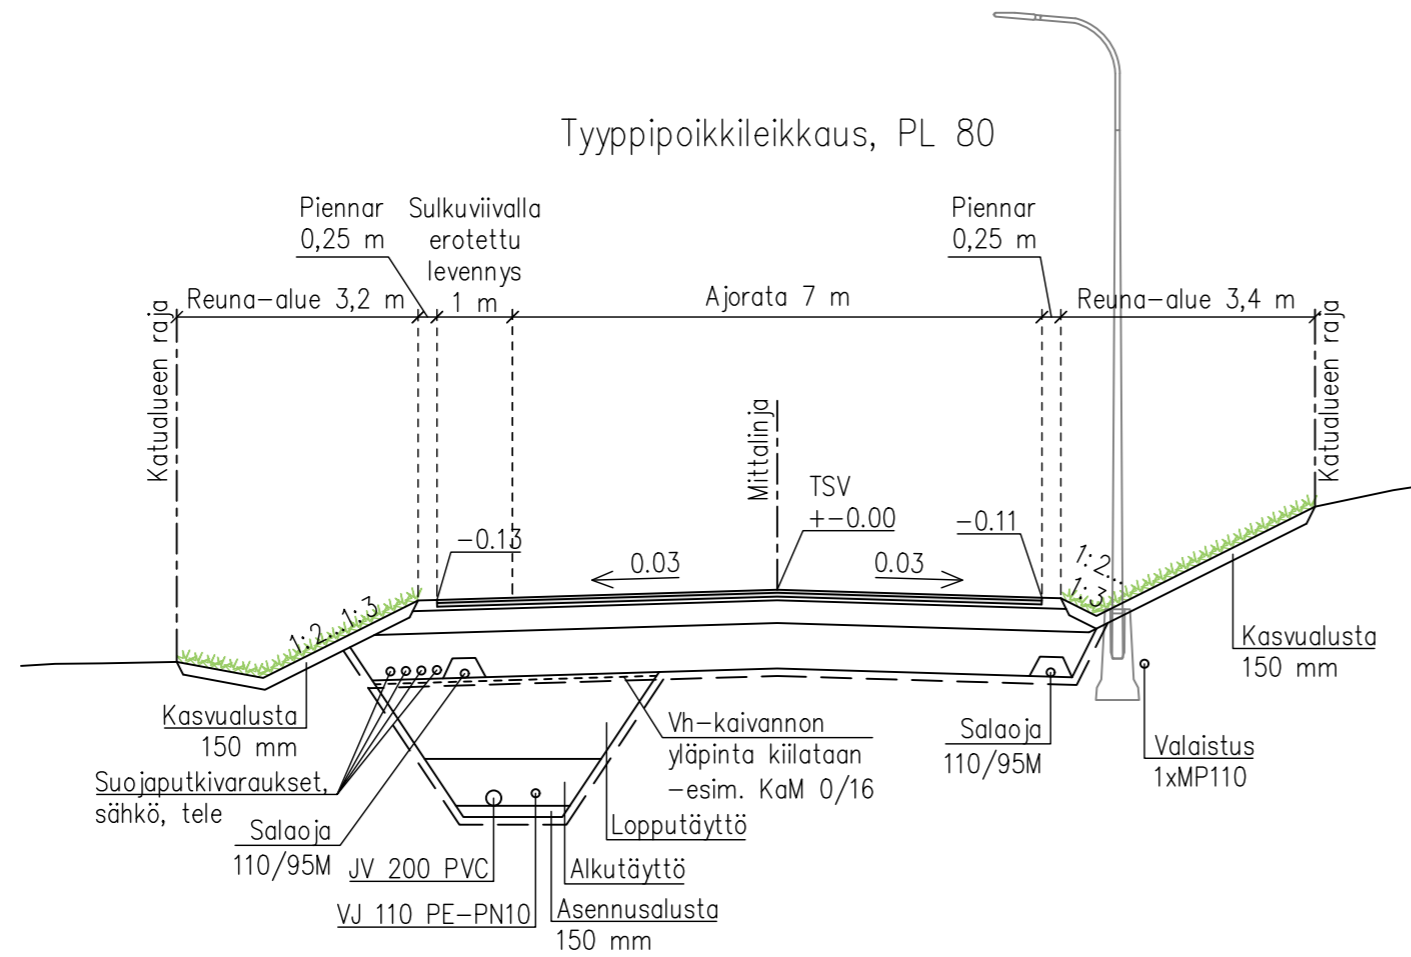 Tyyppipoikkileikkaus, PL 80
Piennar
0,25 m
Sulkuviivalla
erotettu
levennys
1 m
Piennar
0,25 m
Reuna-alue 3,2 m
Ajorata 7 m
Reuna-alue 3,4 m
Katualueen raja
Mittalinja
Katualueen raja
TSV
+-0.00
-0.13
-0.11
0.03
0.03
1:2...1:3
1:2...
1:3
Kasvualusta
150 mm
Kasvualusta
150 mm
Suojaputkivaraukset,
sähkö, tele
Salaoja
110/95M
JV 200 PVC
VJ 110 PE-PN10
Vh-kaivannon
yläpinta kiilataan
-esim. KaM 0/16
Lopputäyttö
Alkutäyttö
Asennusalusta
150 mm
Salaoja
110/95M
Valaistus
1xMP110